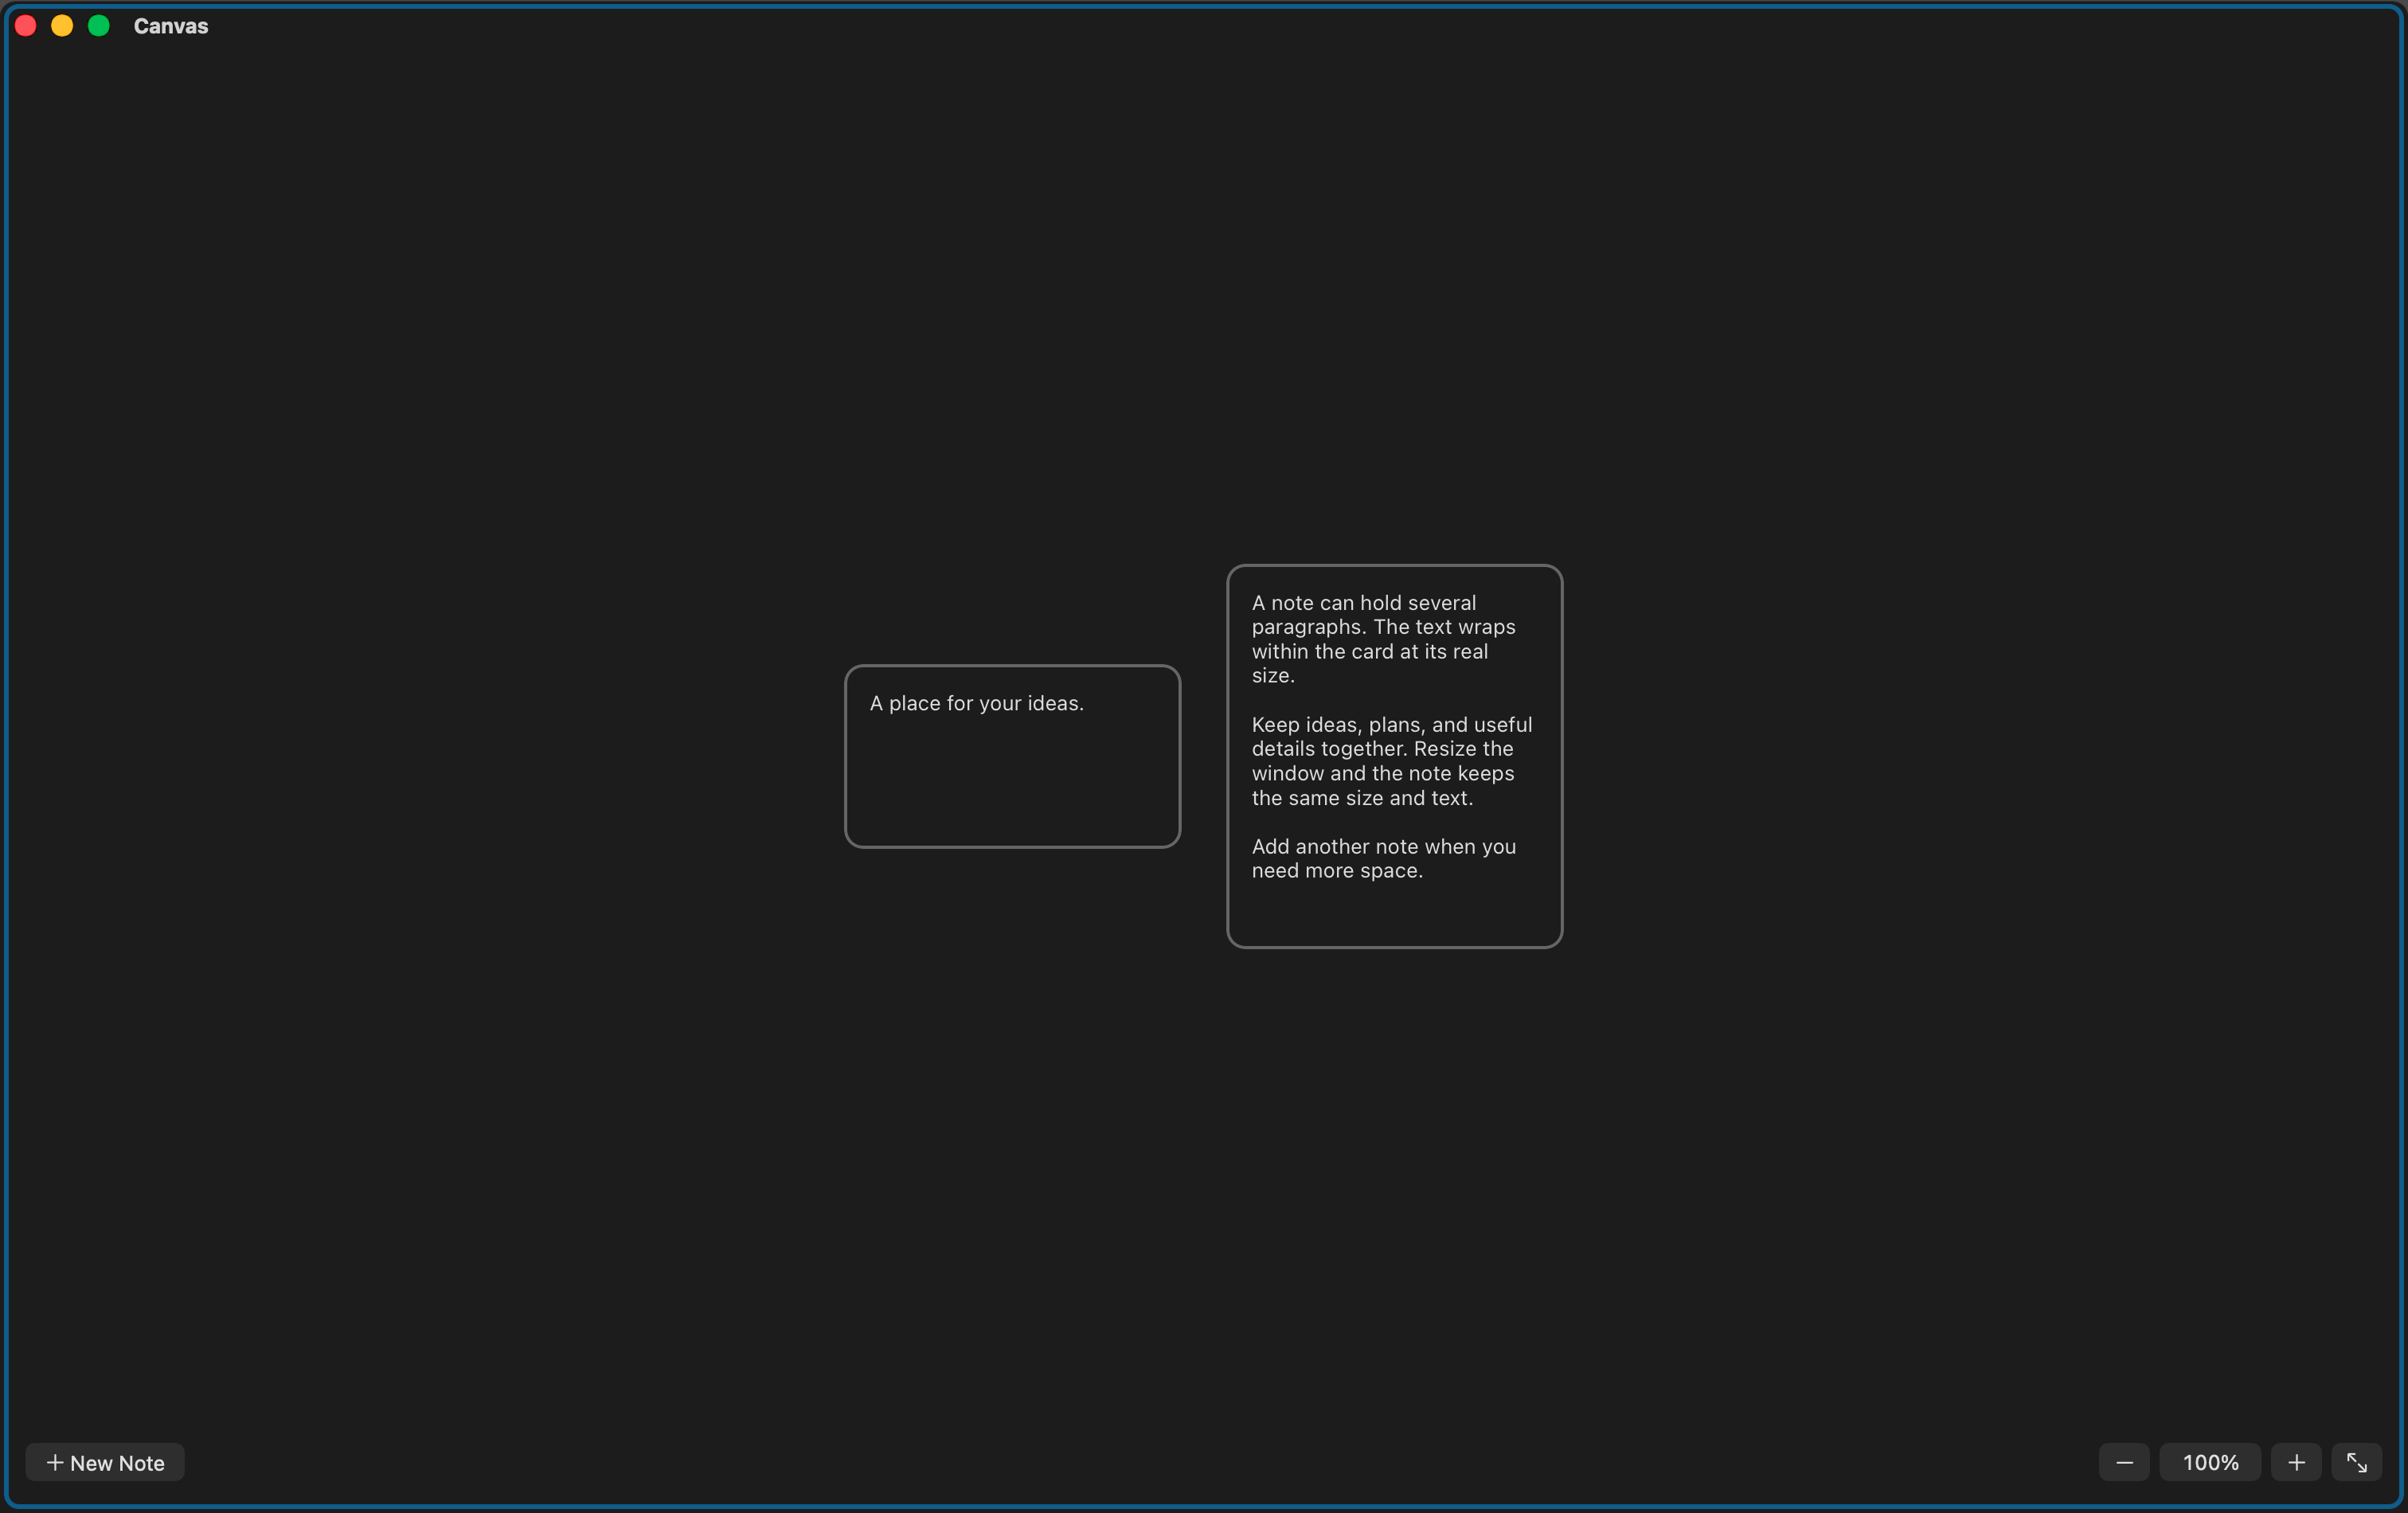 Canvas
A place for your ideas.
A note can hold several
paragraphs. The text wraps
within the card at its real
size.
Keep ideas, plans, and useful
details together. Resize the
window and the note keeps
the same size and text.
Add another note when you
need more space.
+ New Note
− 100% +